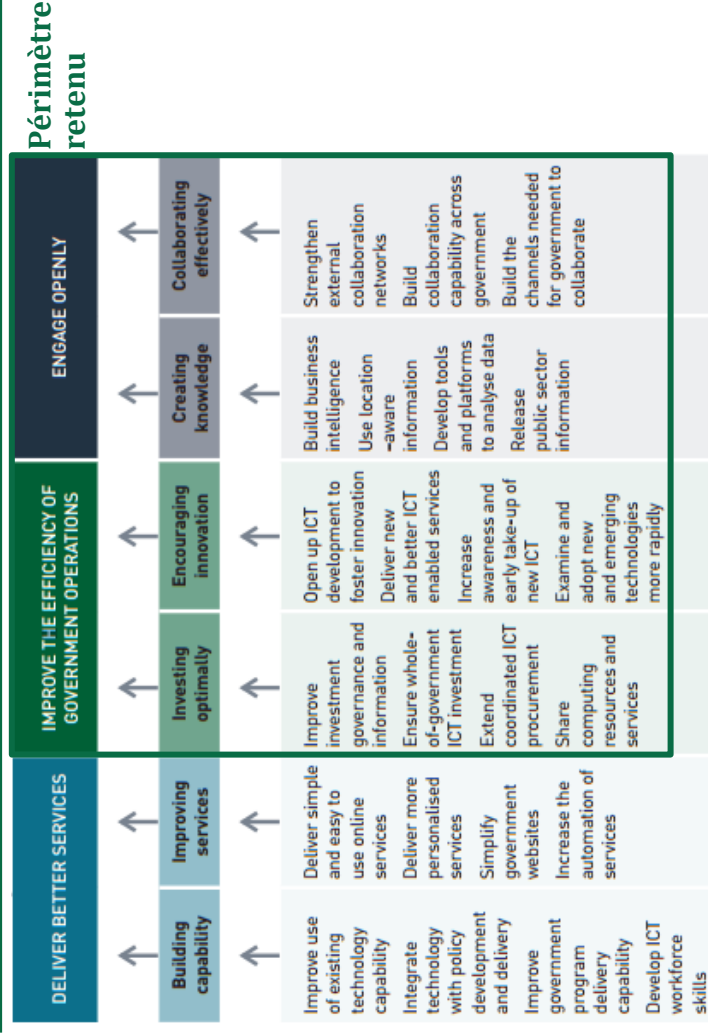 Périmètre
retenu
DELIVER BETTER SERVICES
IMPROVE THE EFFICIENCY OF
GOVERNMENT OPERATIONS
ENGAGE OPENLY
Building
capability
Improving
services
Investing
optimally
Encouraging
innovation
Creating
knowledge
Collaborating
effectively
Improve use
of existing
technology
capability
Integrate
technology
with policy
development
and delivery
Improve
government
program
delivery
capability
Develop ICT
workforce
skills
Deliver simple
and easy to
use online
services
Deliver more
personalised
services
Simplify
government
websites
Increase the
automation of
services
Improve
investment
governance and
information
Ensure whole-
of-government
ICT investment
Extend
coordinated ICT
procurement
Share
computing
resources and
services
Open up ICT
development to
foster innovation
Deliver new
and better ICT
enabled services
Increase
awareness and
early take-up of
new ICT
Examine and
adopt new
and emerging
technologies
more rapidly
Build business
intelligence
Use location
-aware
information
Develop tools
and platforms
to analyse data
Release
public sector
information
Strengthen
external
collaboration
networks
Build
collaboration
capability across
government
Build the
channels needed
for government to
collaborate